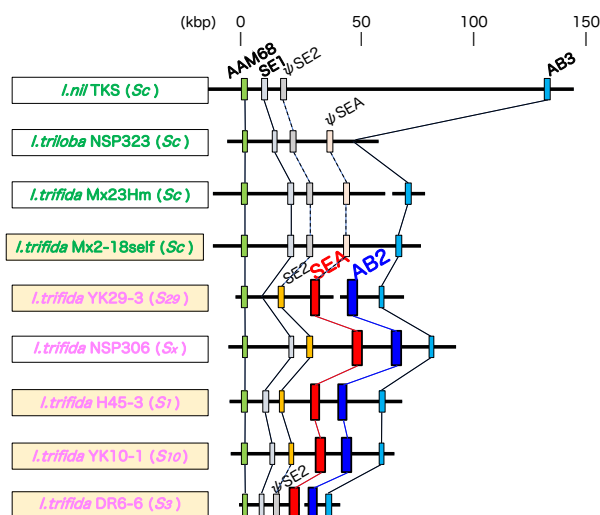 (kbp) 0 50 100 150
AAM68 SE1 ψSE2 AB3
I.nil TKS (Sc)
ψSEA
I.triloba NSP323 (Sc)
I.trifida Mx23Hm (Sc)
I.trifida Mx2-18self (Sc)
SE2 SEA AB2
I.trifida YK29-3 (S29)
I.trifida NSP306 (Sx)
I.trifida H45-3 (S1)
I.trifida YK10-1 (S10)
ψSE2
I.trifida DR6-6 (S3)